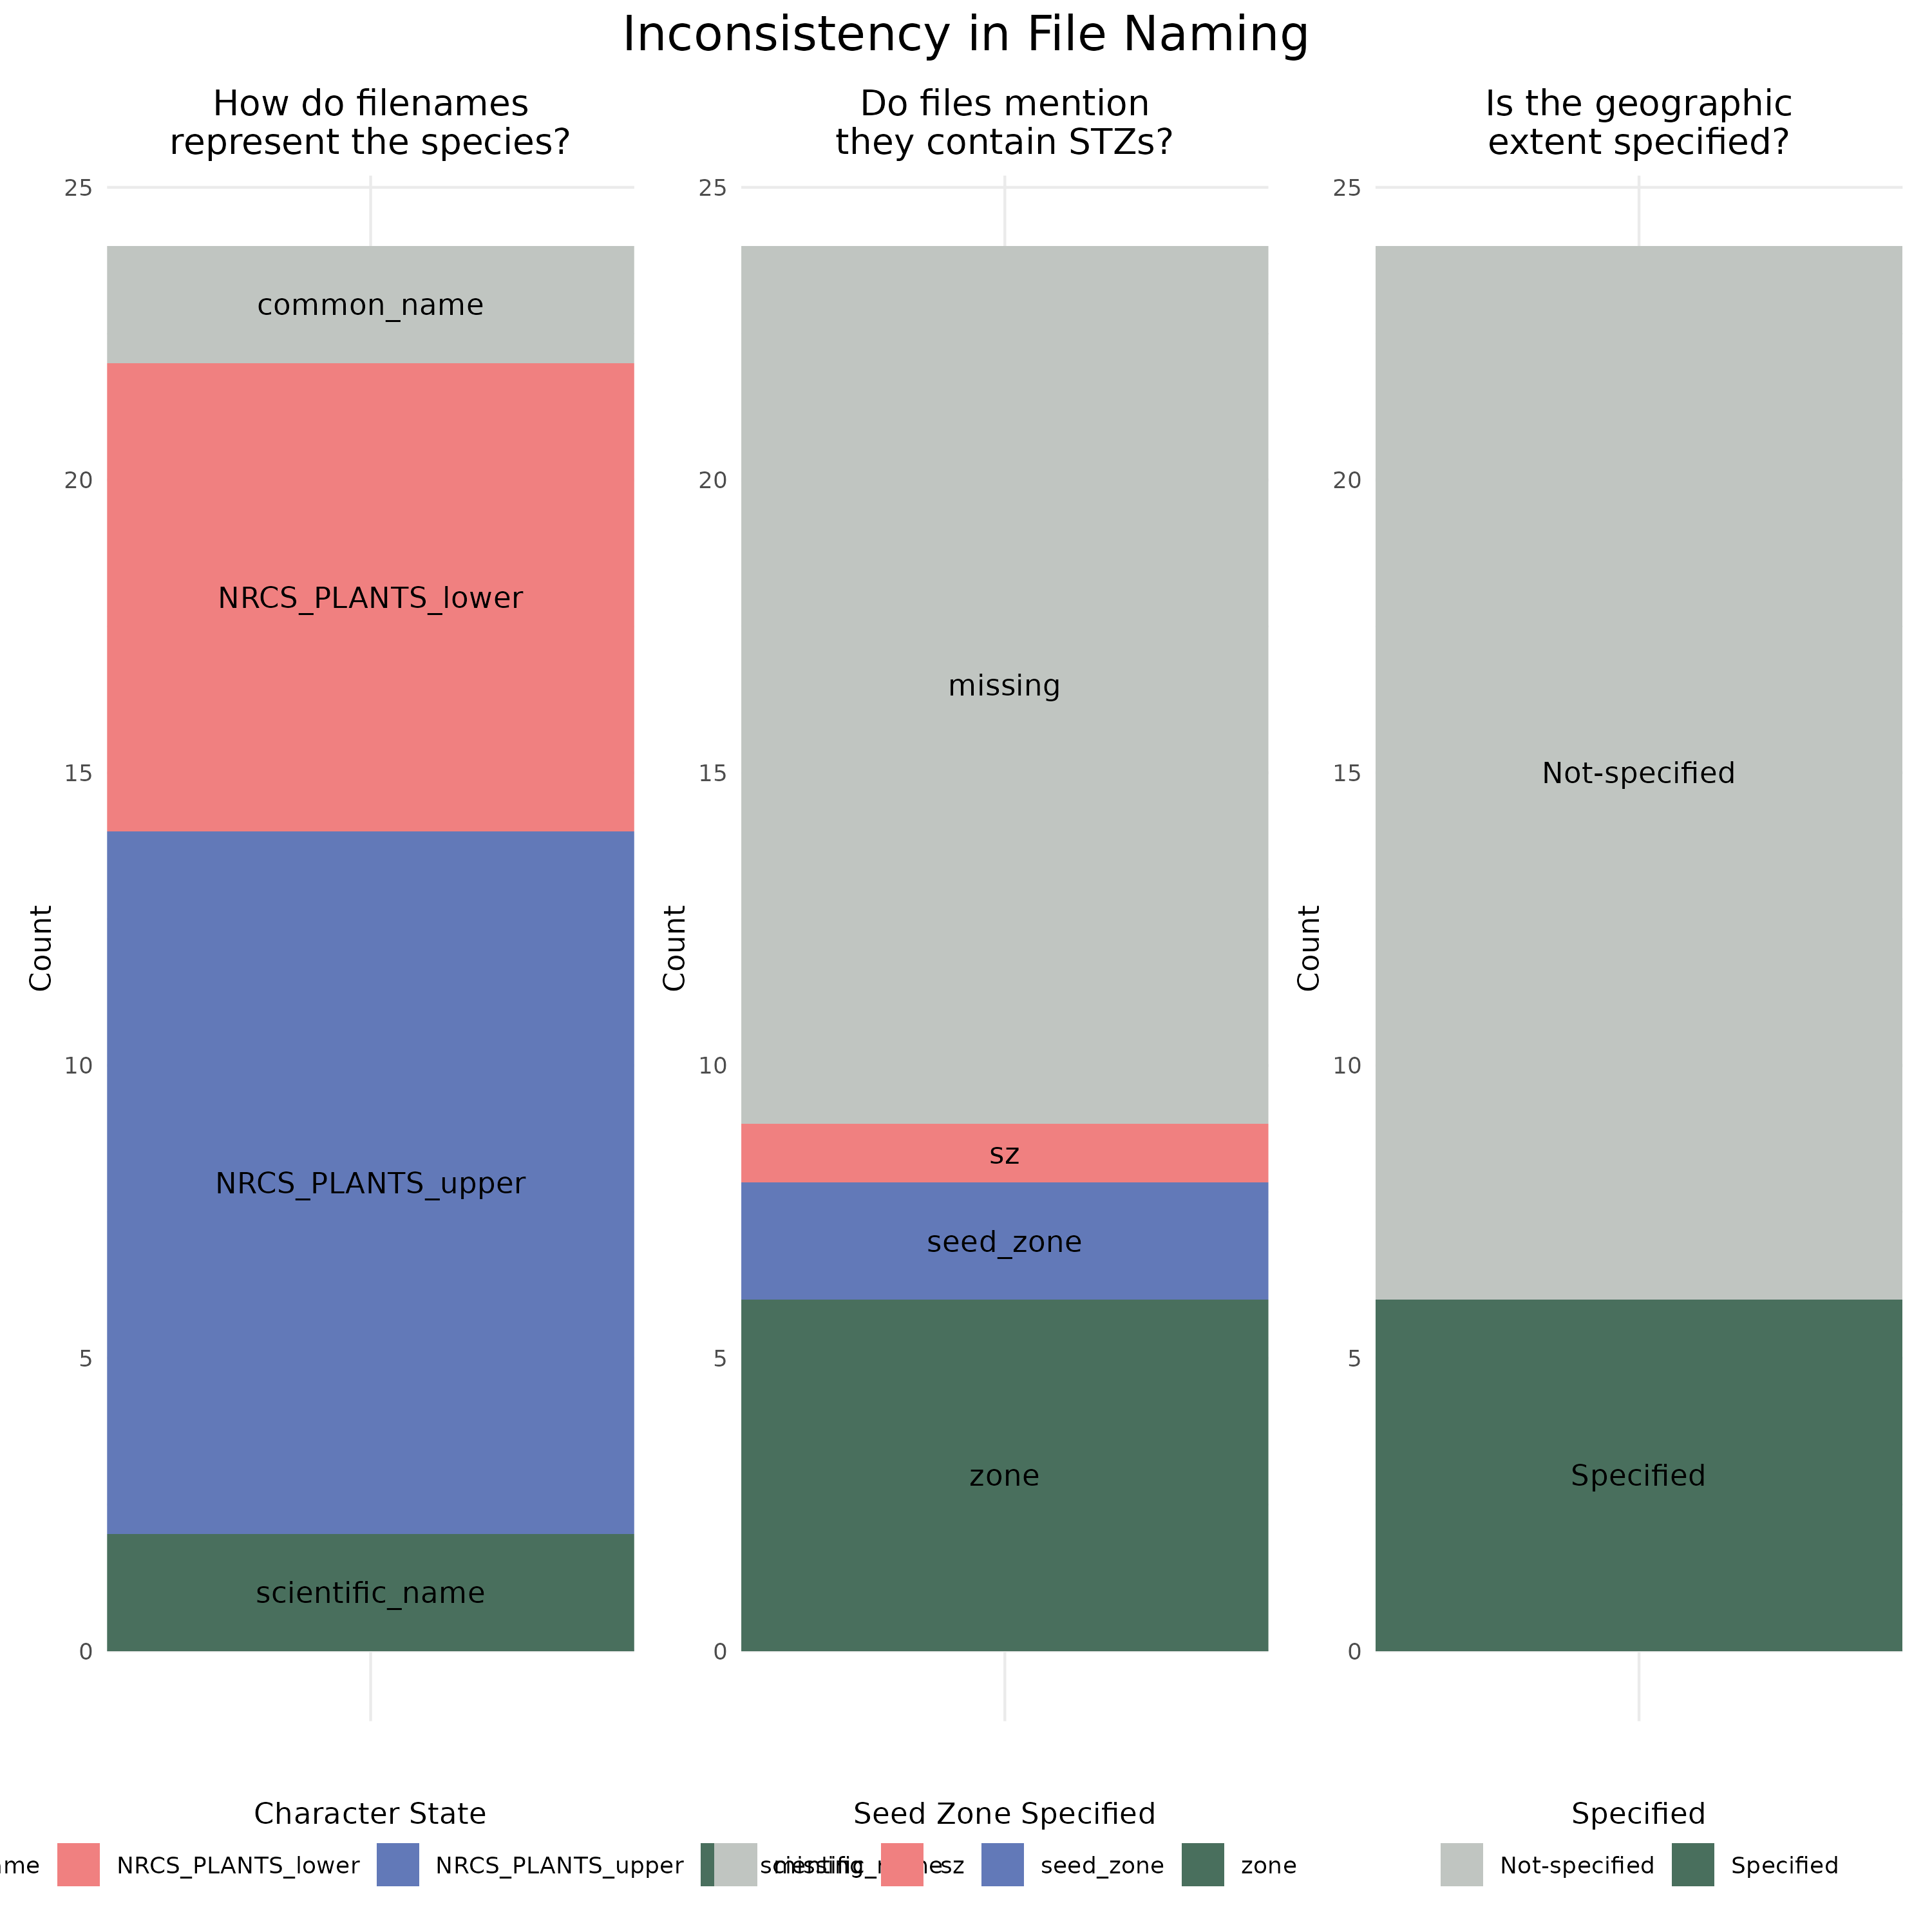 Inconsistency in File Naming
How do filenames
represent the species?
25
20
15
10
5
0
Count
common_name
NRCS_PLANTS_lower
NRCS_PLANTS_upper
scientific_name
Character State
Do files mention
they contain STZs?
25
20
15
10
5
0
Count
missing
sz
seed_zone
zone
Seed Zone Specified
Is the geographic
extent specified?
25
20
15
10
5
0
Count
Not-specified
Specified
Specified
ame NRCS_PLANTS_lower NRCS_PLANTS_upper scientific_name
missing sz seed_zone zone
Not-specified Specified